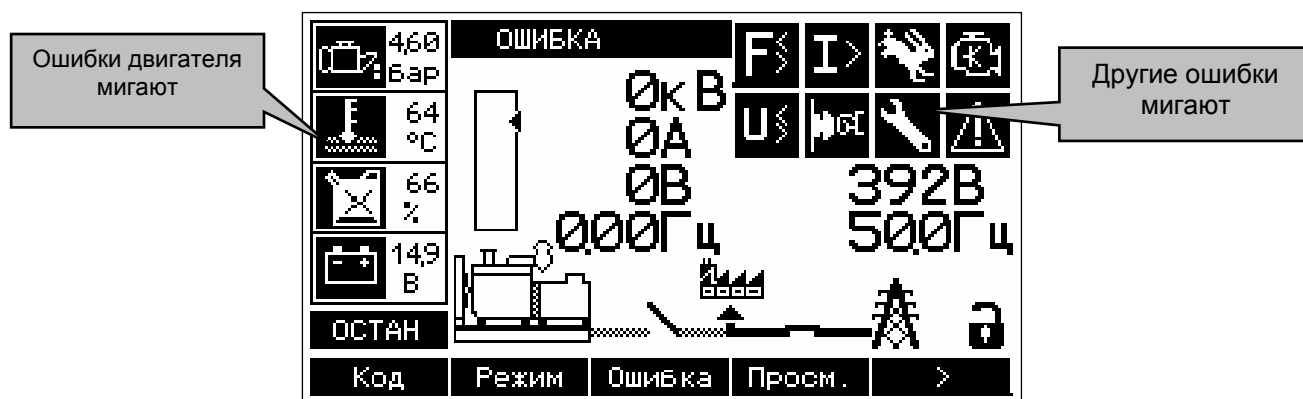 Ошибки двигателя
мигают
4,60
бар
ОШИБКА
F I>
64
°C
0кВ
0А
U
66
%
0В
392В
0,00Гц
50,0Гц
14,9
В
ОСТАН
Код Режим Ошибка Просм. >
Другие ошибки
мигают